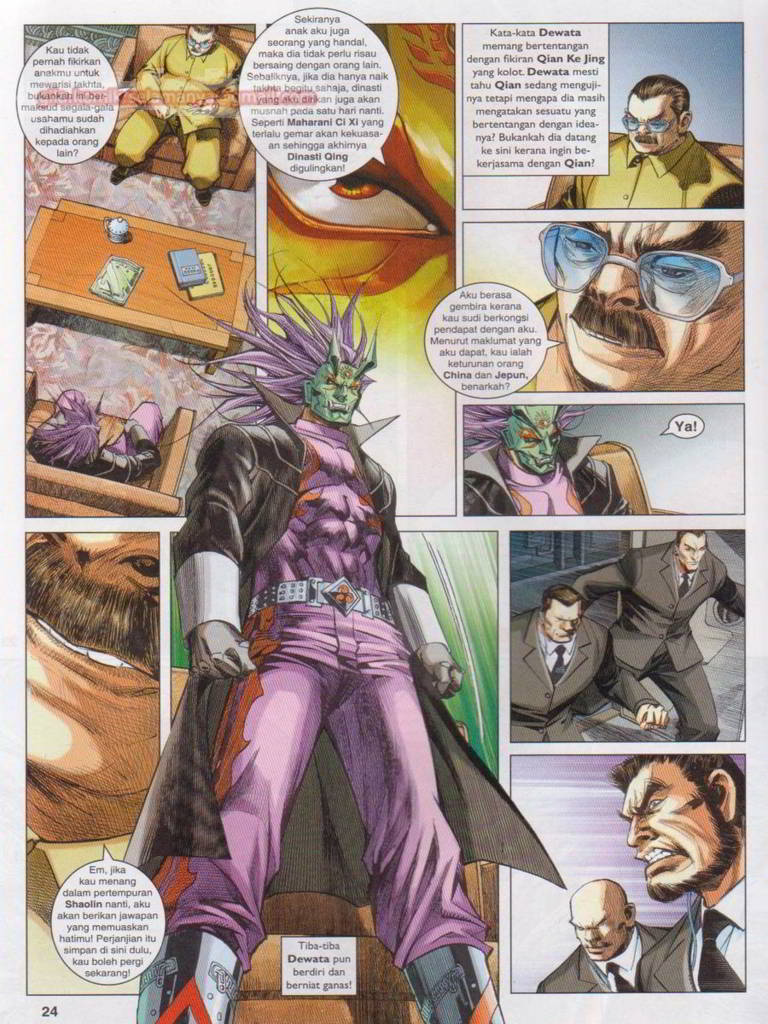 Kau tidak
pernah fikirkan
anakmu untuk
mewarisi takhta,
bukankah ini ber-
maksud segala-gala
usahamu sudah
dihadiahkan
kepada orang
lain?
Sekiranya
anak aku juga
seorang yang handal,
maka dia tidak perlu risau
bersaing dengan orang lain.
Sebaliknya, jika dia hanya naik
takhta begitu sahaja, dinasti
yang aku dirikan juga akan
musnah pada satu hari nanti.
Seperti Maharani Ci Xi yang
terlalu gemar akan kekuasa-
an sehingga akhirnya
Dinasti Qing
digulingkan!
Kata-kata Dewata
memang bertentangan
dengan fikiran Qian Ke Jing
yang kolot. Dewata mesti
tahu Qian sedang menguji-
nya tetapi mengapa dia masih
mengatakan sesuatu yang
bertentangan dengan idea-
nya? Bukankah dia datang
ke sini kerana ingin be-
kerjasama dengan Qian?
Aku berasa
gembira kerana
kau sudi berkongsi
pendapat dengan aku.
Menurut maklumat yang
aku dapat, kau ialah
keturunan orang
China dan Jepun,
benarkah?
Ya!
Em, jika
kau menang
dalam pertempuran
Shaolin nanti, aku
akan berikan jawapan
yang memuaskan
hatimu! Perjanjian itu
simpan di sini dulu,
kau boleh pergi
sekarang!
Tiba-tiba
Dewata pun
berdiri dan
berniat ganas!
24